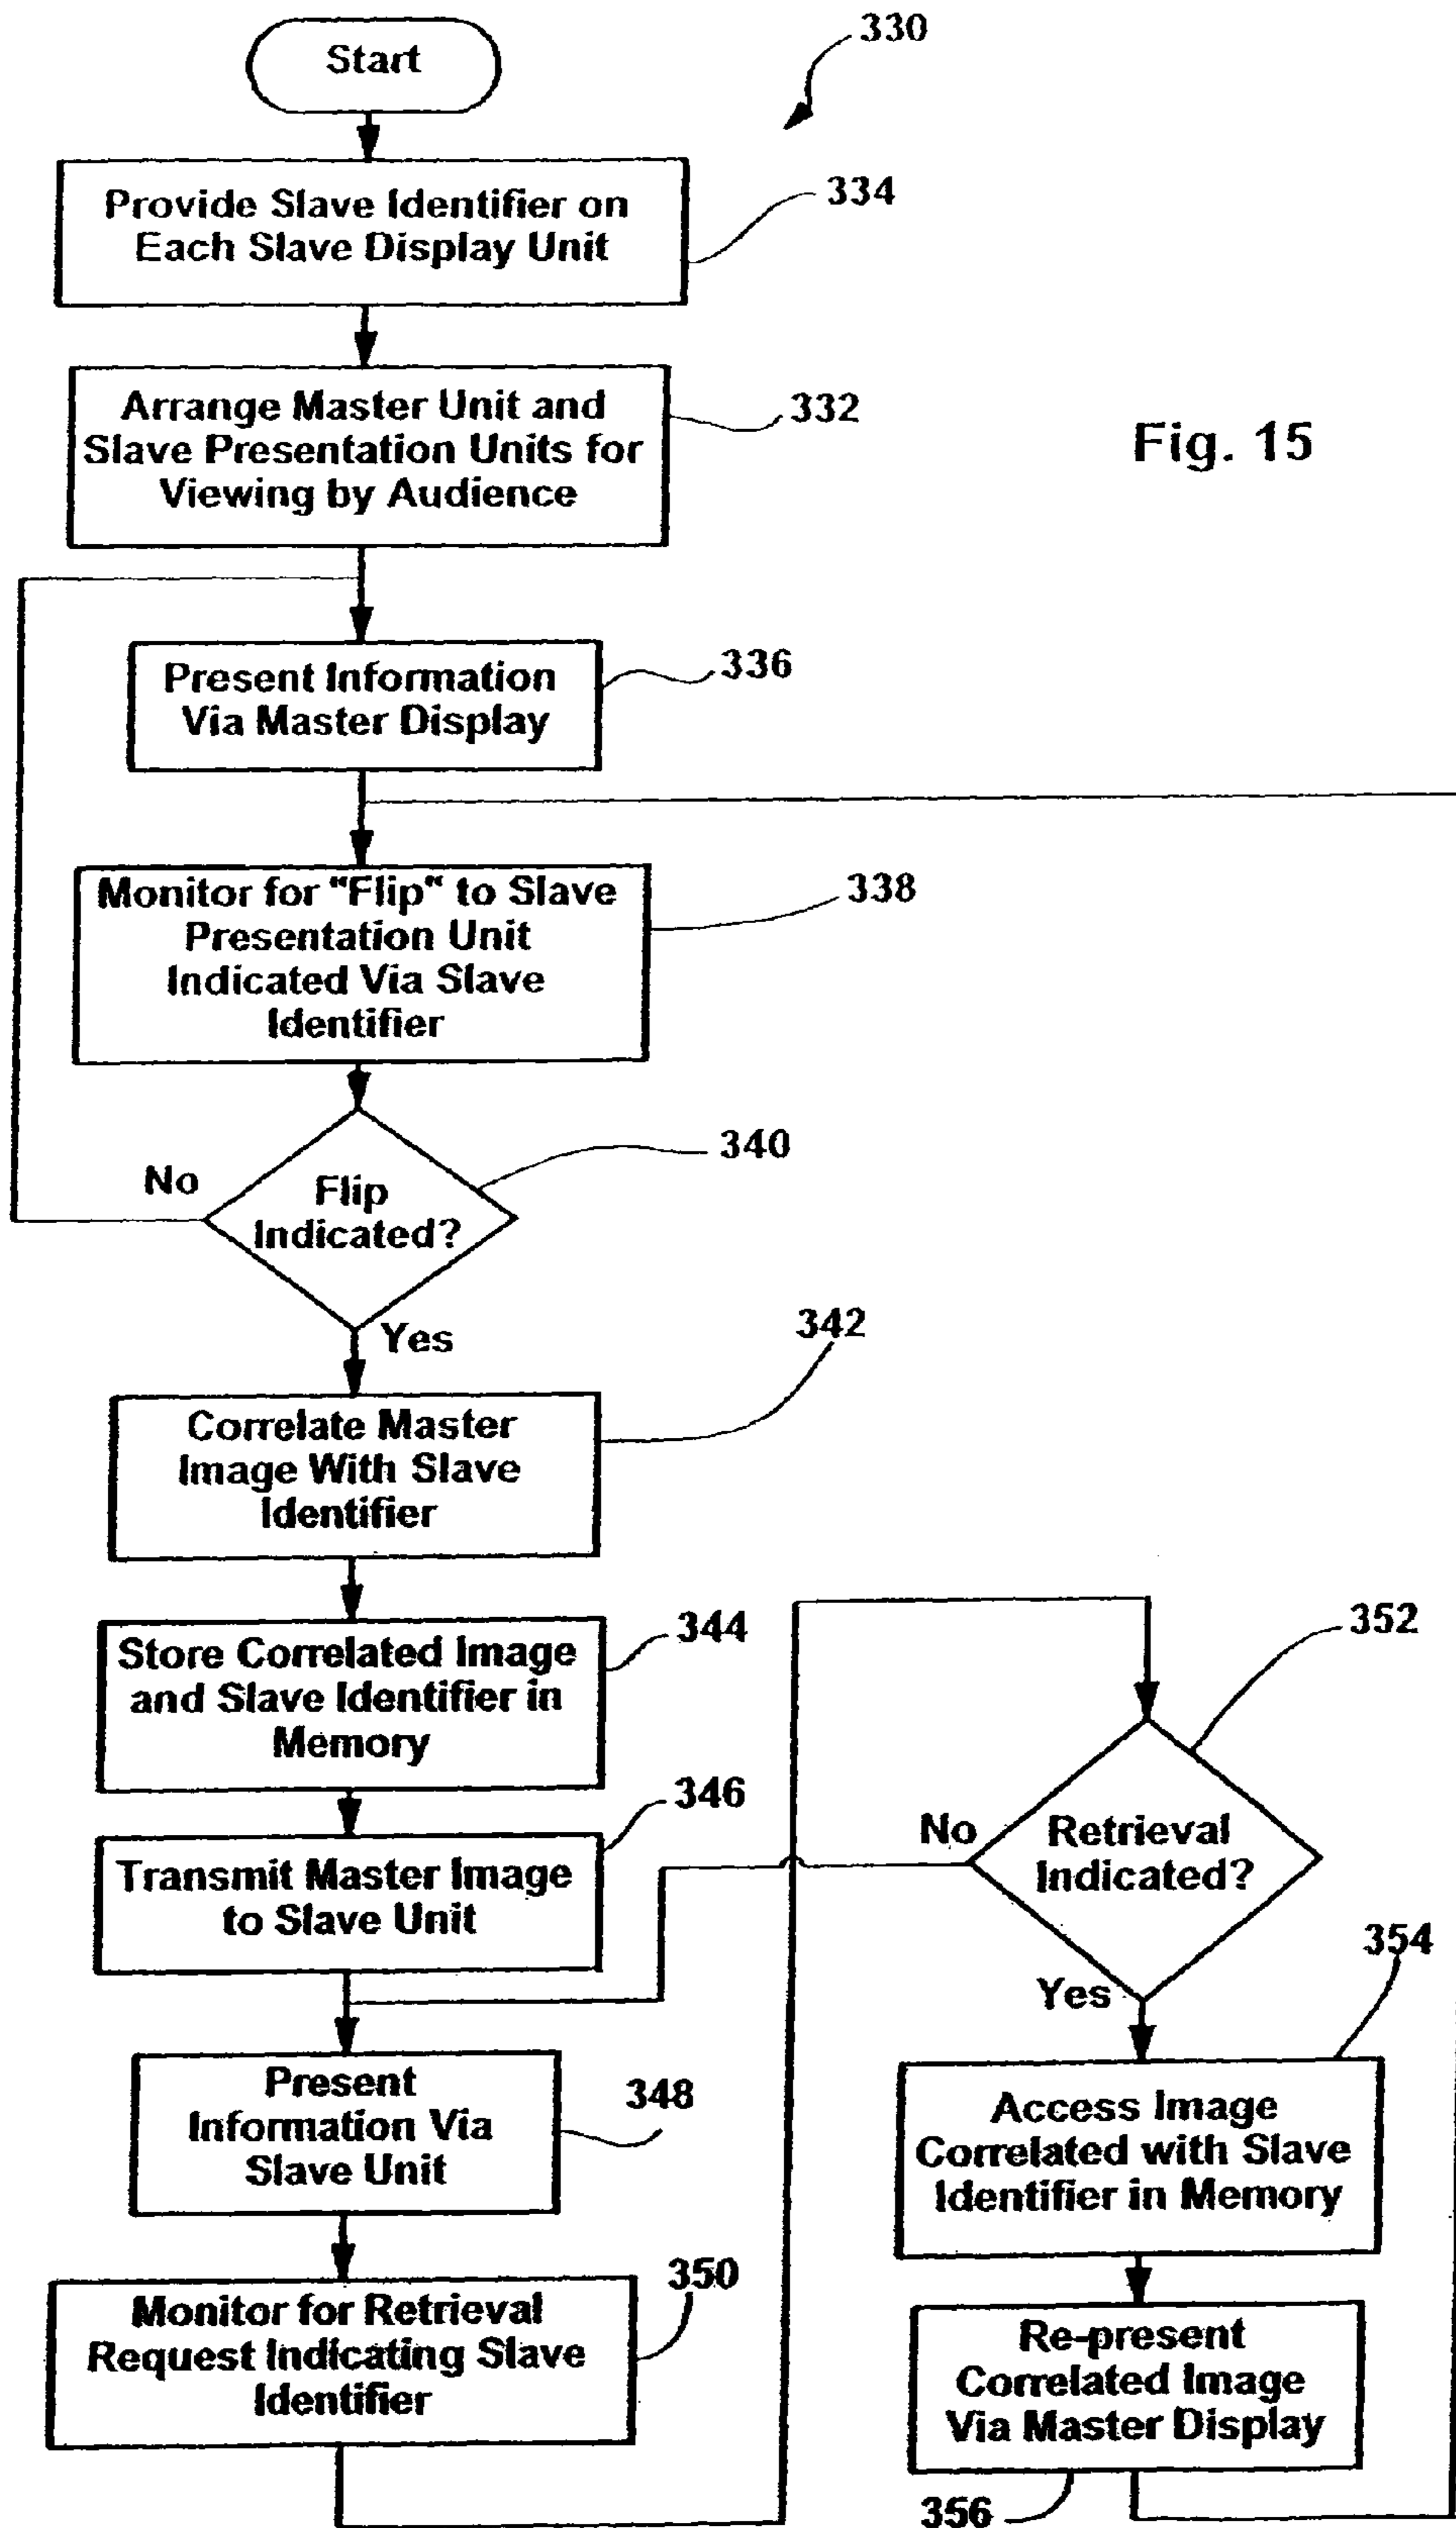 Start
330
Provide Slave Identifier on
Each Slave Display Unit
334
Arrange Master Unit and
Slave Presentation Units for
Viewing by Audience
332
Fig. 15
Present Information
Via Master Display
336
Monitor for "Flip" to Slave
Presentation Unit
Indicated Via Slave
Identifier
338
Flip
Indicated?
340
No
Yes
Correlate Master
Image With Slave
Identifier
342
Store Correlated Image
and Slave Identifier in
Memory
344
Transmit Master Image
to Slave Unit
346
Present
Information Via
Slave Unit
348
Monitor for Retrieval
Request Indicating Slave
Identifier
350
Retrieval
Indicated?
352
No
Yes
Access Image
Correlated with Slave
Identifier in Memory
354
Re-present
Correlated Image
Via Master Display
356